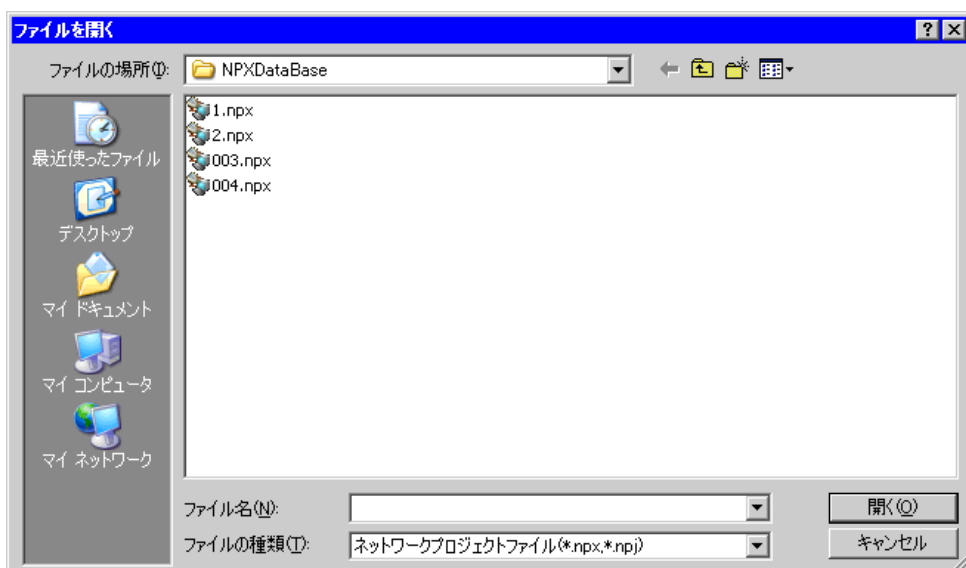 ファイルを開く
ファイルの場所(I):
NPXDataBase
最近使ったファイル
デスクトップ
マイ ドキュメント
マイ コンピュータ
マイ ネットワーク
1.npx
2.npx
003.npx
004.npx
ファイル名(N):
開く(O)
ファイルの種類(T):
ネットワークプロジェクトファイル(*.npx,*.npj)
キャンセル